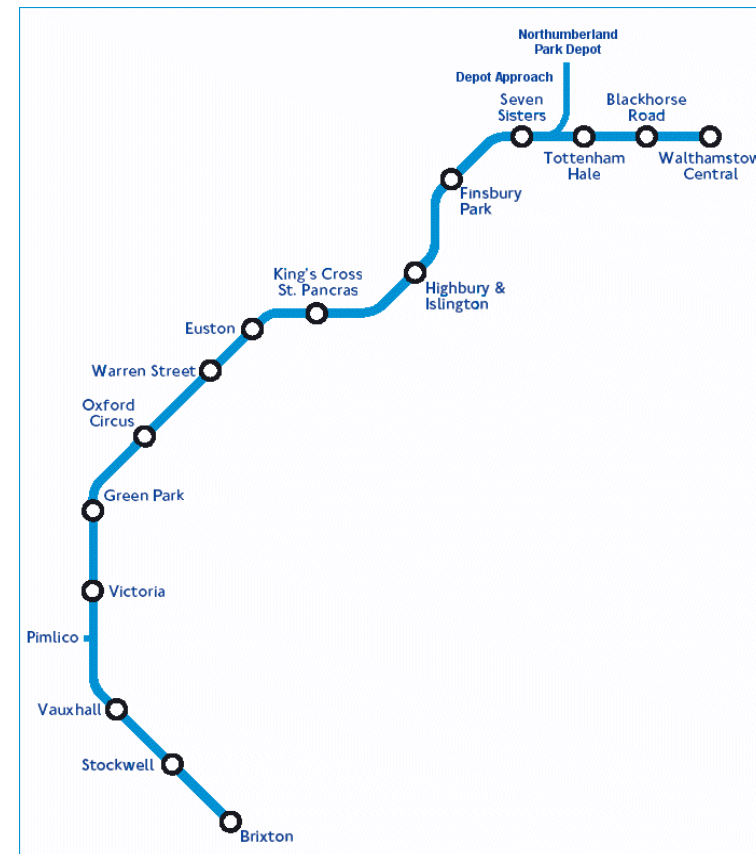 Northumberland
Park Depot
Depot Approach
Seven
Sisters
Blackhorse
Road
Tottenham
Hale
Walthamstow
Central
Finsbury
Park
King's Cross
St. Pancras
Highbury &
Islington
Euston
Warren Street
Oxford
Circus
Green Park
Victoria
Pimlico
Vauxhall
Stockwell
Brixton